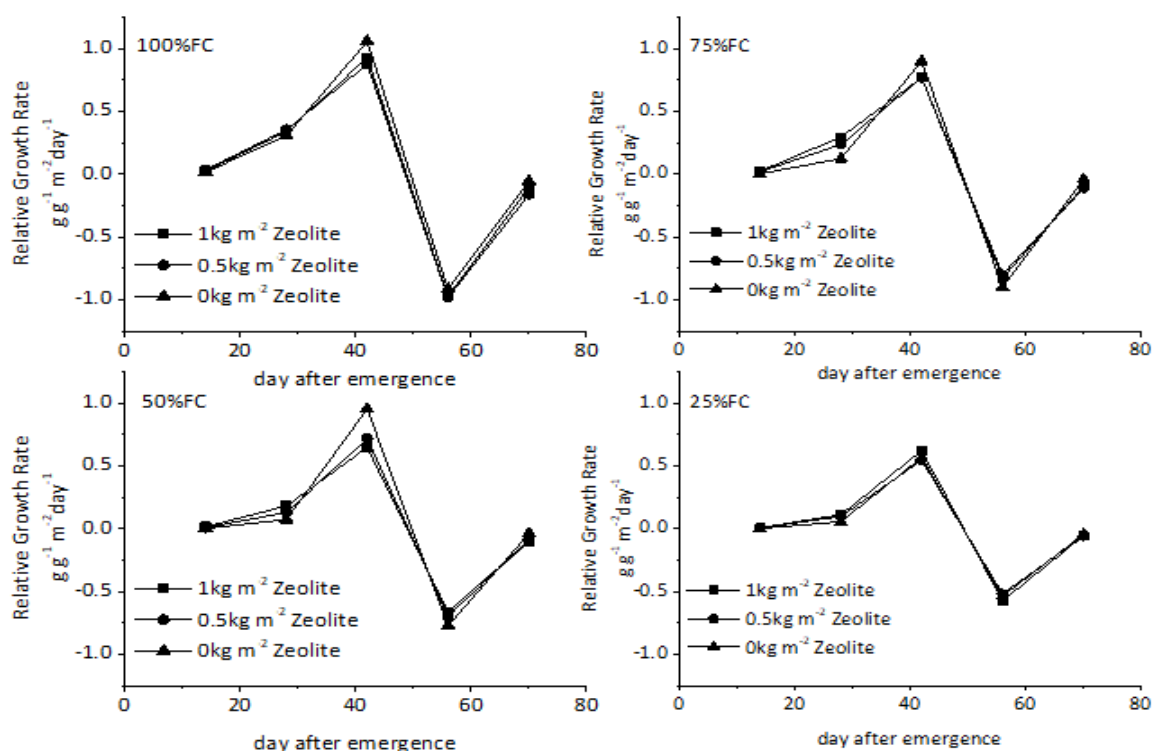 100%FC
1.0
0.5
0.0
-0.5
-1.0
Relative Growth Rate
g g⁻¹ m⁻² day⁻¹
1kg m⁻² Zeolite
0.5kg m⁻² Zeolite
0kg m⁻² Zeolite
0 20 40 60 80
day after emergence
75%FC
1.0
0.5
0.0
-0.5
-1.0
Relative Growth Rate
g g⁻¹ m⁻²day⁻¹
1kg m⁻² Zeolite
0.5kg m⁻² Zeolite
0kg m⁻² Zeolite
0 20 40 60 80
day after emergence
50%FC
1.0
0.5
0.0
-0.5
-1.0
Relative Growth Rate
g g⁻¹ m⁻²day⁻¹
1kg m⁻² Zeolite
0.5kg m⁻² Zeolite
0kg m⁻² Zeolite
0 20 40 60 80
day after emergence
25%FC
1.0
0.5
0.0
-0.5
-1.0
Relative Growth Rate
g g⁻¹ m⁻²day⁻¹
1kg m⁻² Zeolite
0.5kg m⁻² Zeolite
0kg m⁻² Zeolite
0 20 40 60 80
day after emergence